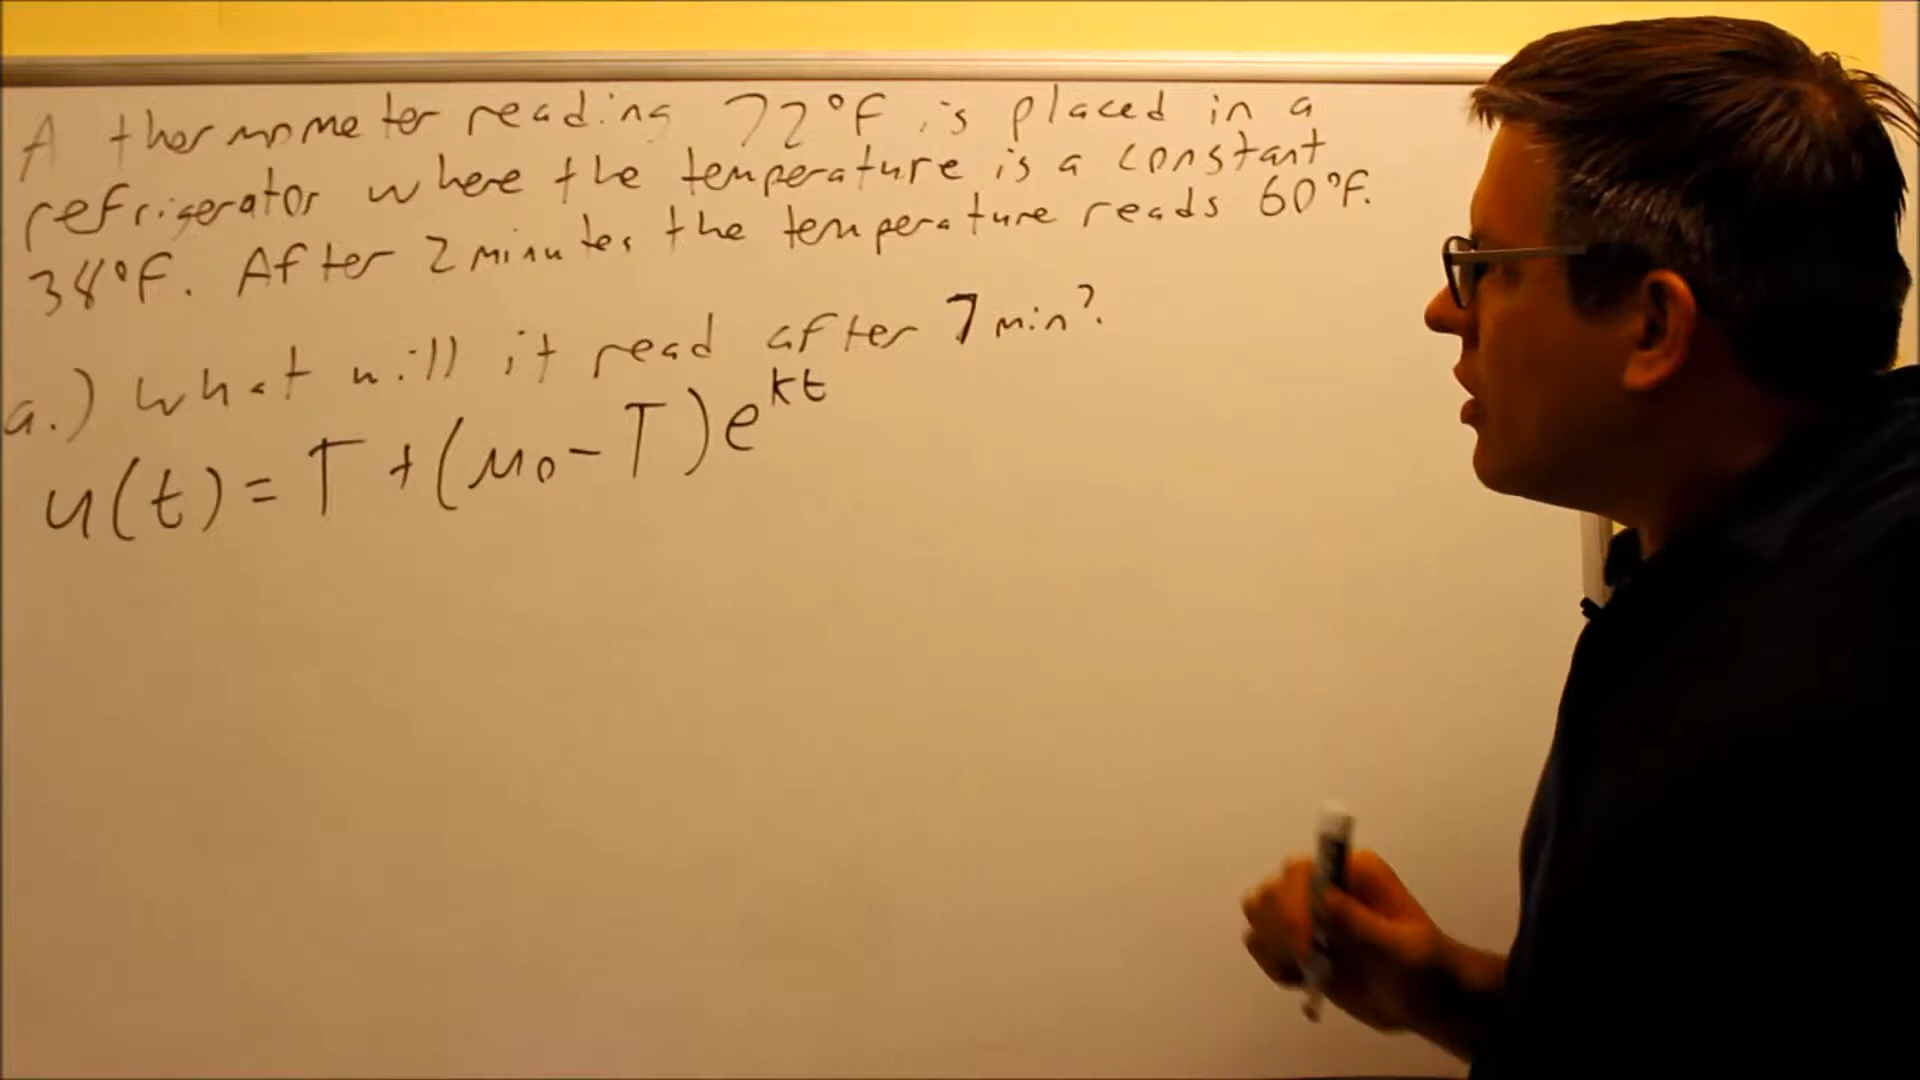 A thermometer reading 72°F is placed in a
refrigerator where the temperature is a constant
38°F. After 2 minutes the temperature reads 60°F.
a.) What will it read after 7 min?
u(t) = T + (u₀ - T)e^{kt}